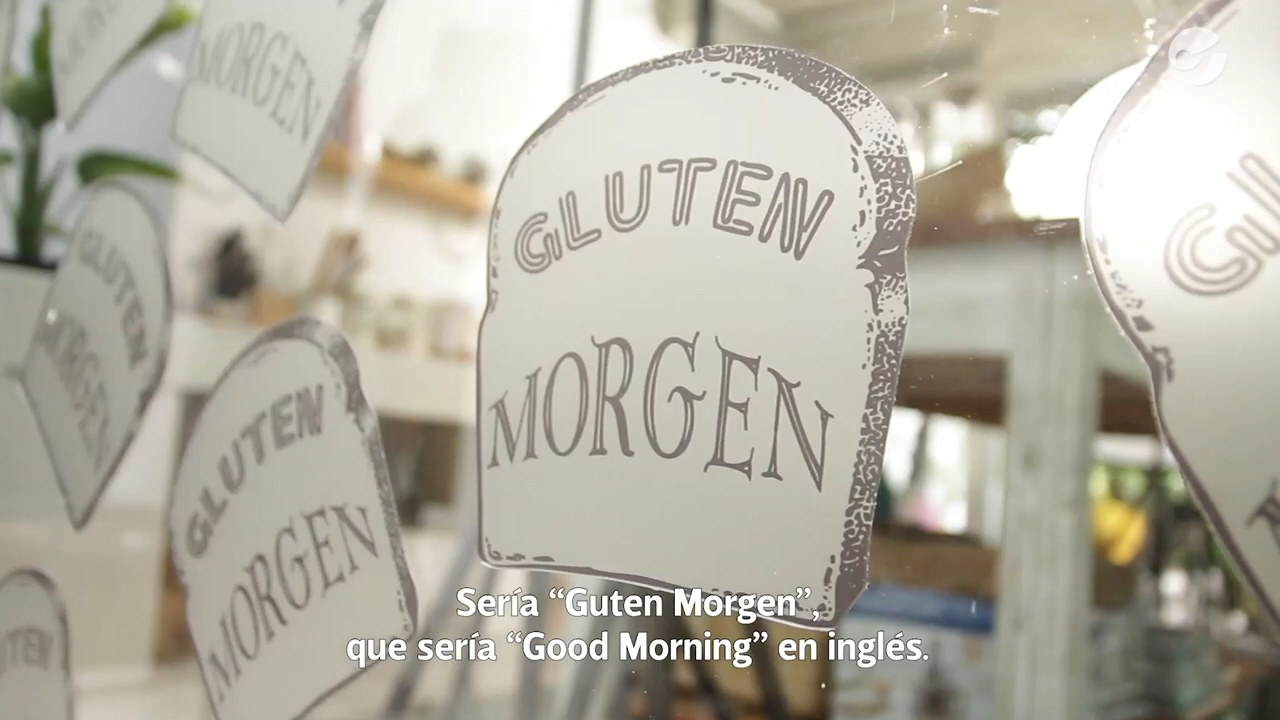 MORGEN
GLUTEN
MORGEN
GLUTEN
MORGEN
GLUTEN
MORGEN
Sería “Guten Morgen”,
que sería “Good Morning” en inglés.